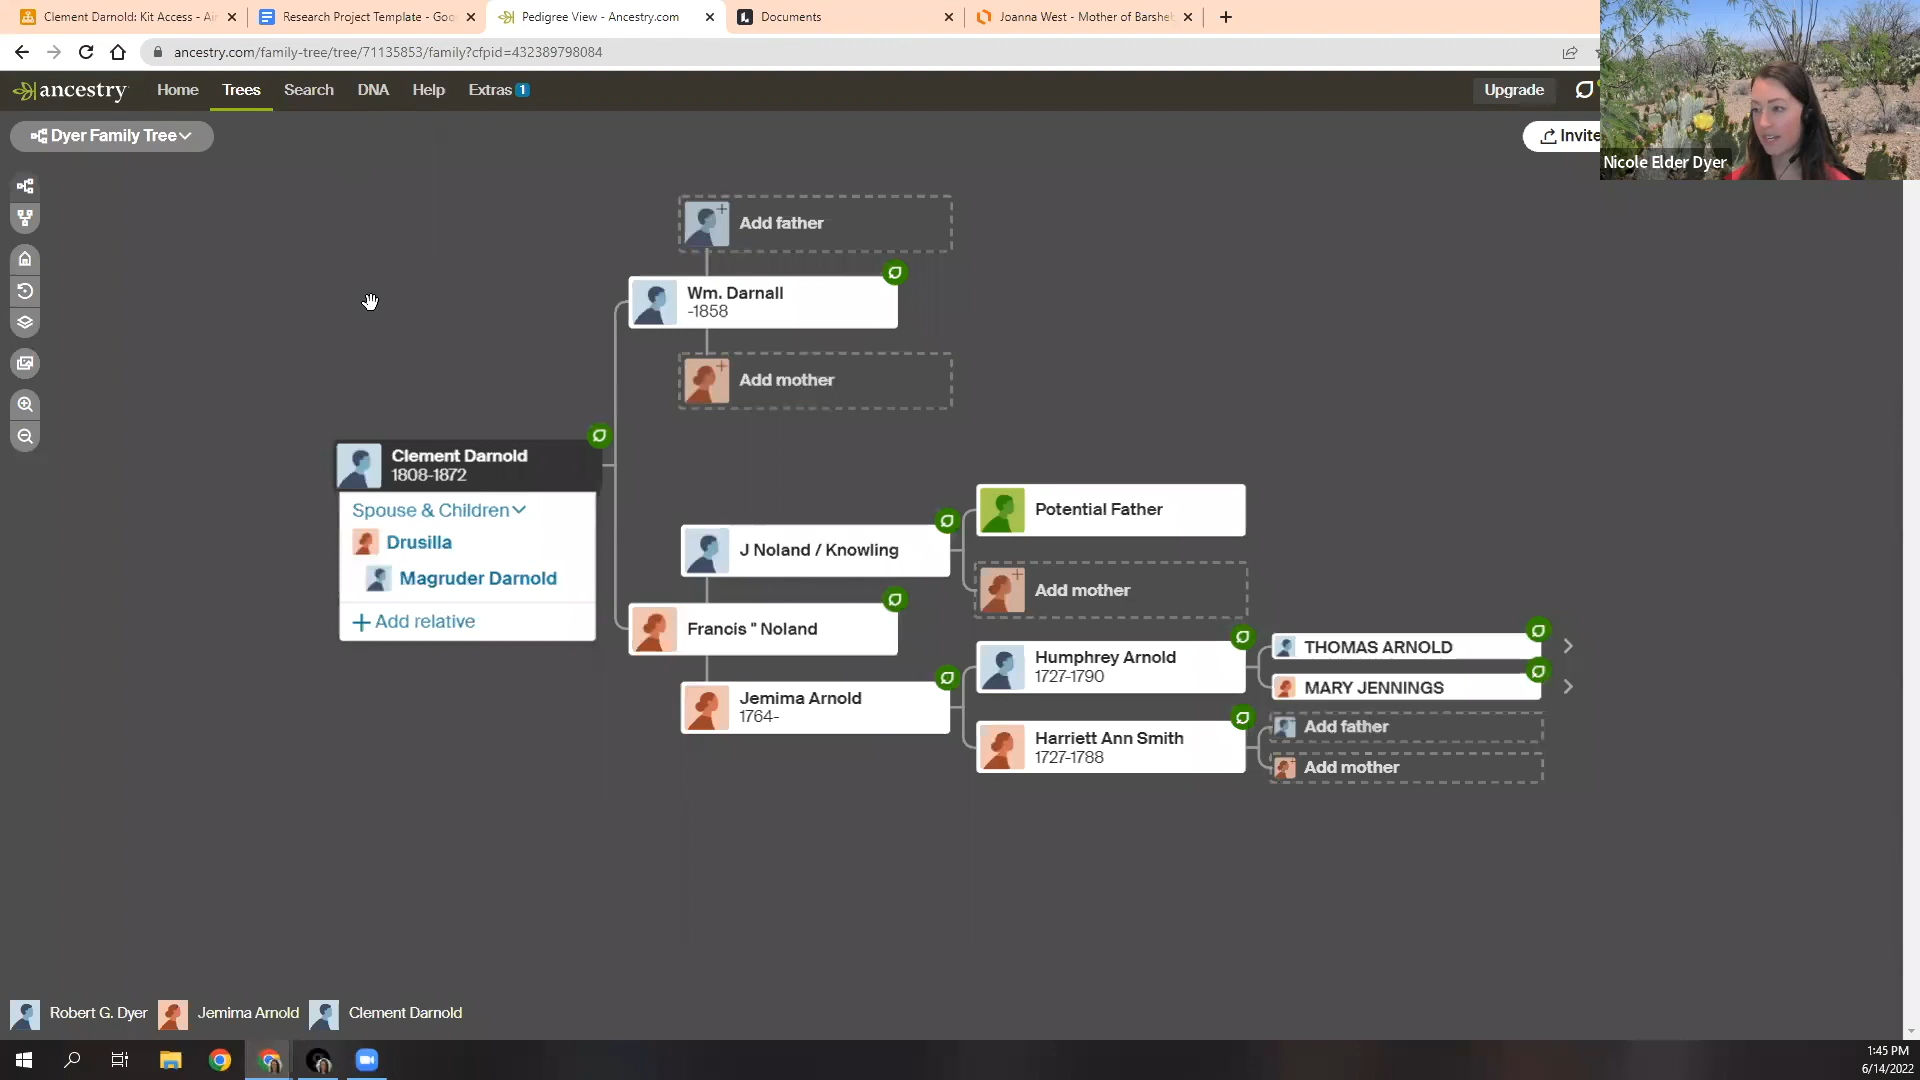 Clement Darnold: Kit Access - Air
Research Project Template - Goo
Pedigree View - Ancestry.com
Documents
Joanna West - Mother of Barshe
ancestry.com/family-tree/tree/71135853/family?cfpid=432389798084
ancestry
Home
Trees
Search
DNA
Help
Extras 1
Upgrade
Dyer Family Tree
Invite
Nicole Elder Dyer
Add father
Wm. Darnall
-1858
Add mother
Clement Darnold
1808-1872
Spouse & Children
Drusilla
Magruder Darnold
+ Add relative
J Noland / Knowling
Potential Father
Add mother
Francis " Noland
Humphrey Arnold
1727-1790
THOMAS ARNOLD
MARY JENNINGS
Jemima Arnold
1764-
Harriett Ann Smith
1727-1788
Add father
Add mother
Robert G. Dyer
Jemima Arnold
Clement Darnold
1:45 PM
6/14/2022